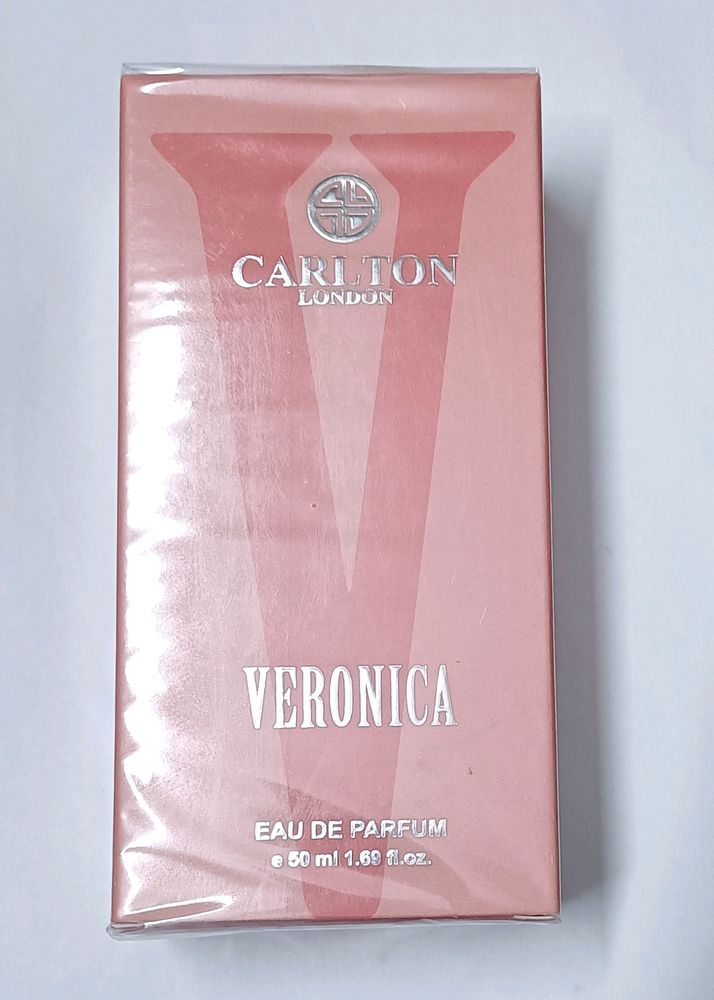 V
CARLTON
LONDON
VERONICA
EAU DE PARFUM
e 50 ml 1.69 fl.oz.